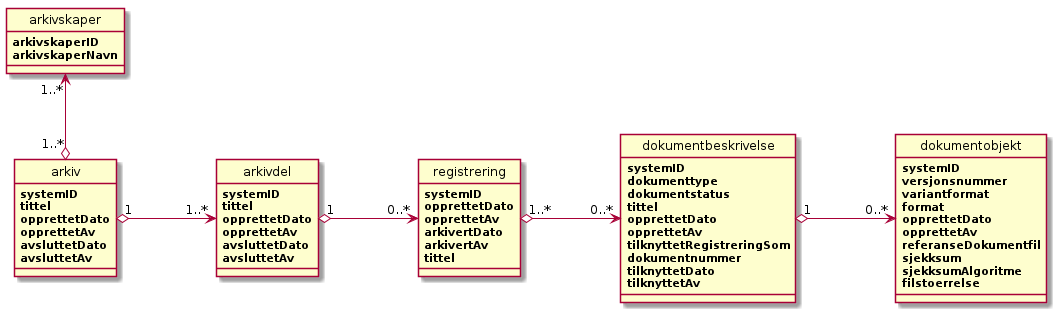 arkivskaper
arkivskaperID
arkivskaperNavn
1..*
1..*
arkiv
systemID
tittel
opprettetDato
opprettetAv
avsluttetDato
avsluttetAv
1
1..*
arkivdel
systemID
tittel
opprettetDato
opprettetAv
avsluttetDato
avsluttetAv
1
0..*
registrering
systemID
opprettetDato
opprettetAv
arkivertDato
arkivertAv
tittel
1..*
0..*
dokumentbeskrivelse
systemID
dokumenttype
dokumentstatus
tittel
opprettetDato
opprettetAv
tilknyttetRegistreringSom
dokumentnummer
tilknyttetDato
tilknyttetAv
1
0..*
dokumentobjekt
systemID
versjonsnummer
variantformat
format
opprettetDato
opprettetAv
referanseDokumentfil
sjekksum
sjekksumAlgoritme
filstoerrelse